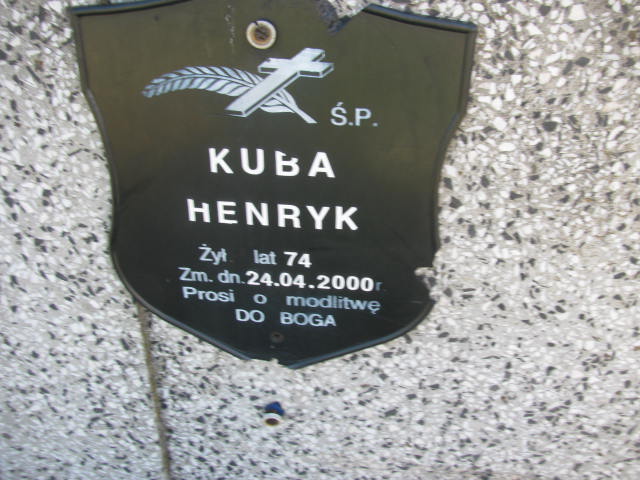 Ś.P.
KUBA
HENRYK
Żył lat 74
Zm. dn. 24.04.2000r.
Prosi o modlitwę
DO BOGA